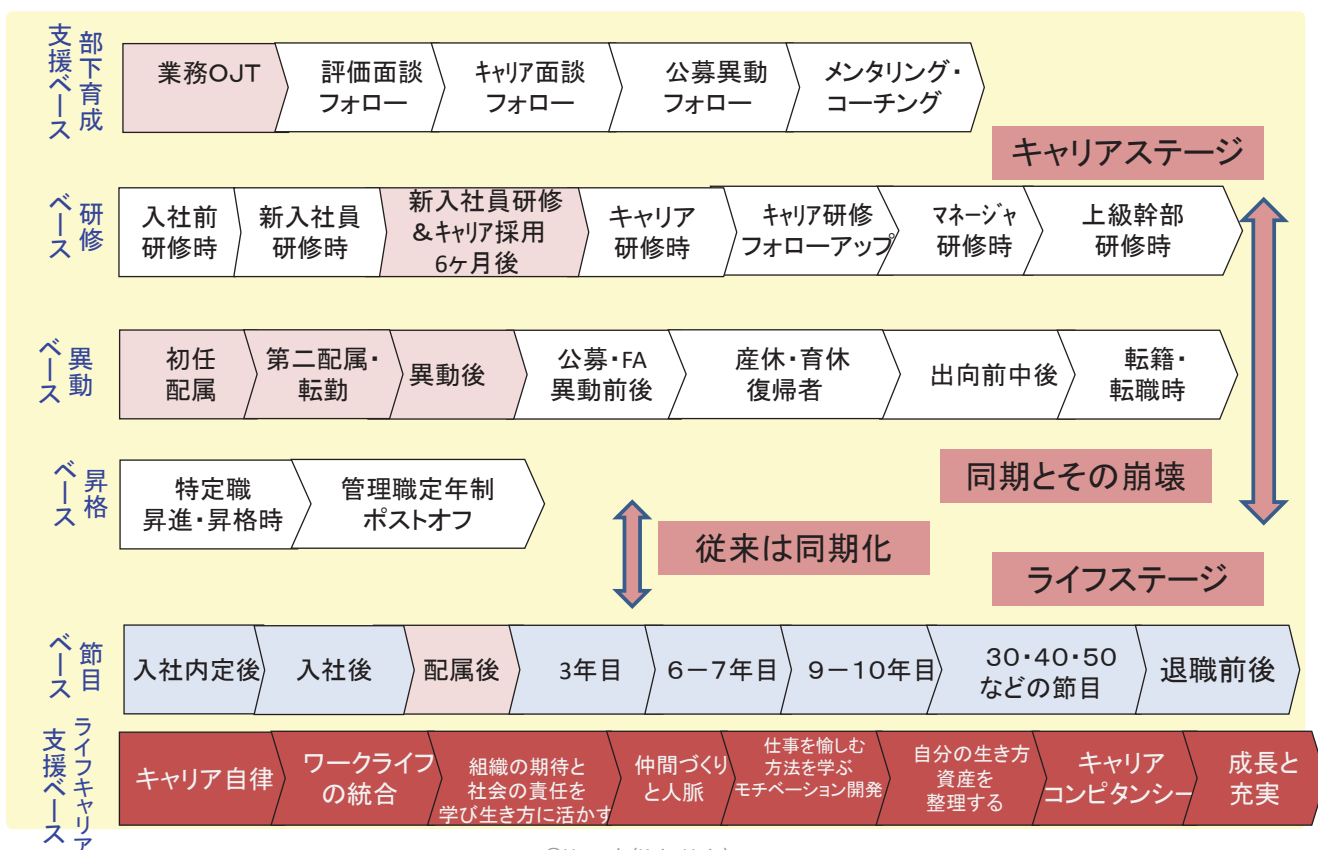 部下育成
支援ベース
業務OJT
評価面談
フォロー
キャリア面談
フォロー
公募異動
フォロー
メンタリング・
コーチング
キャリアステージ
研修
ベース
入社前
研修時
新入社員
研修時
新入社員研修
&キャリア採用
6ヶ月後
キャリア
研修時
キャリア研修
フォローアップ
マネージャ
研修時
上級幹部
研修時
異動
ベース
初任
配属
第二配属・
転勤
異動後
公募・FA
異動前後
産休・育休
復帰者
出向前中後
転籍・
転職時
昇格
ベース
特定職
昇進・昇格時
管理職定年制
ポストオフ
同期とその崩壊
従来は同期化
ライフステージ
節目
ベース
入社内定後
入社後
配属後
3年目
6－7年目
9－10年目
30・40・50
などの節目
退職前後
ライフキャリア
支援ベース
キャリア自律
ワークライフ
の統合
組織の期待と
社会の責任を
学び生き方に活かす
仲間づくり
と人脈
仕事を愉しむ
方法を学ぶ
モチベーション開発
自分の生き方
資産を
整理する
キャリア
コンピタンシー
成長と
充実